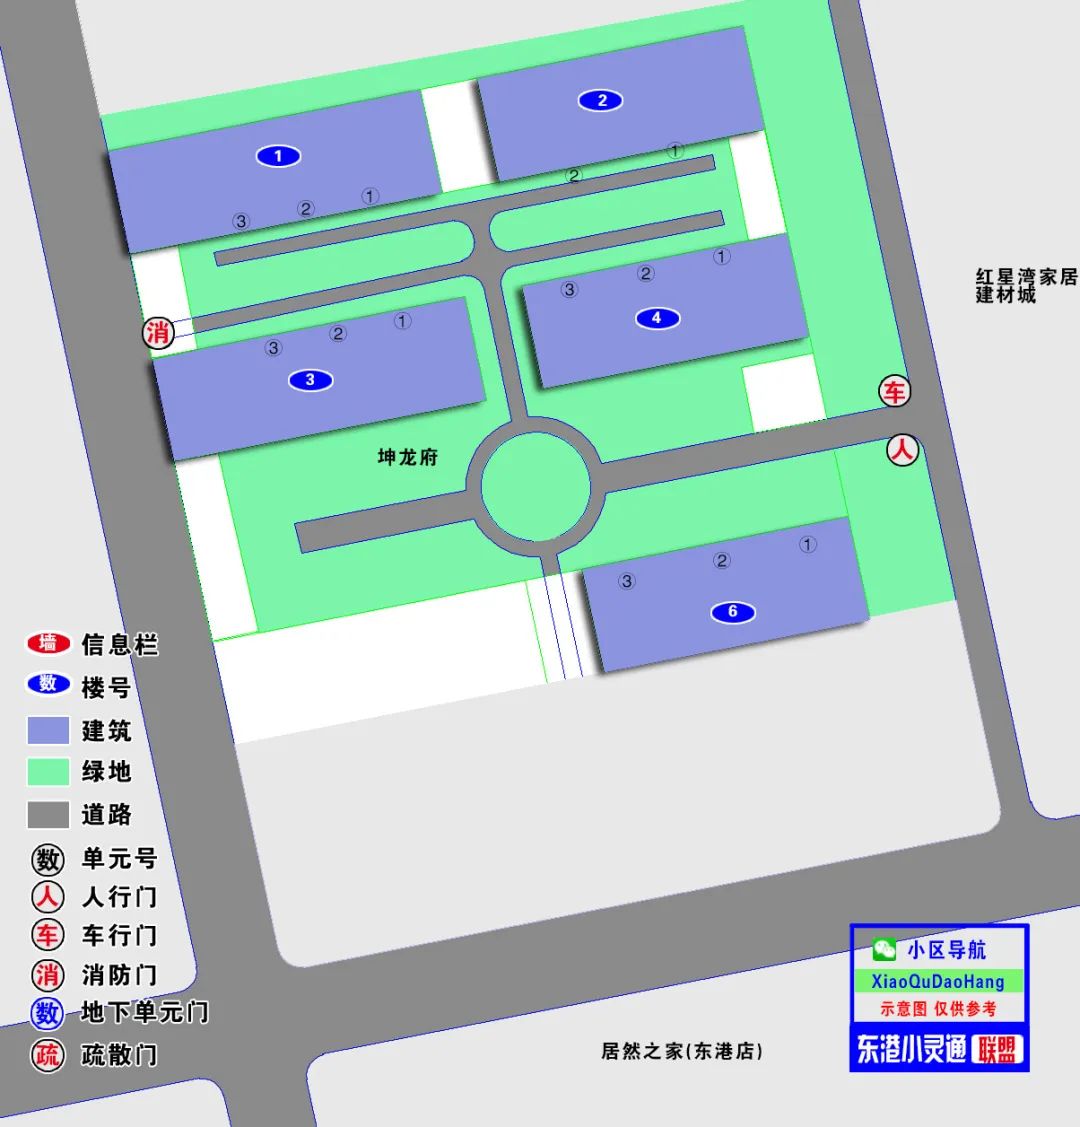 2
1
①
②
①
②
③
红星湾家居
建材城
①
②
③
4
消
①
②
③
3
车
人
坤龙府
①
②
③
6
墙 信息栏
数 楼号
建筑
绿地
道路
数 单元号
人 人行门
车 车行门
消 消防门
数 地下单元门
疏 疏散门
小区导航
XiaoQuDaoHang
示意图 仅供参考
东港小灵通 联盟
居然之家(东港店)